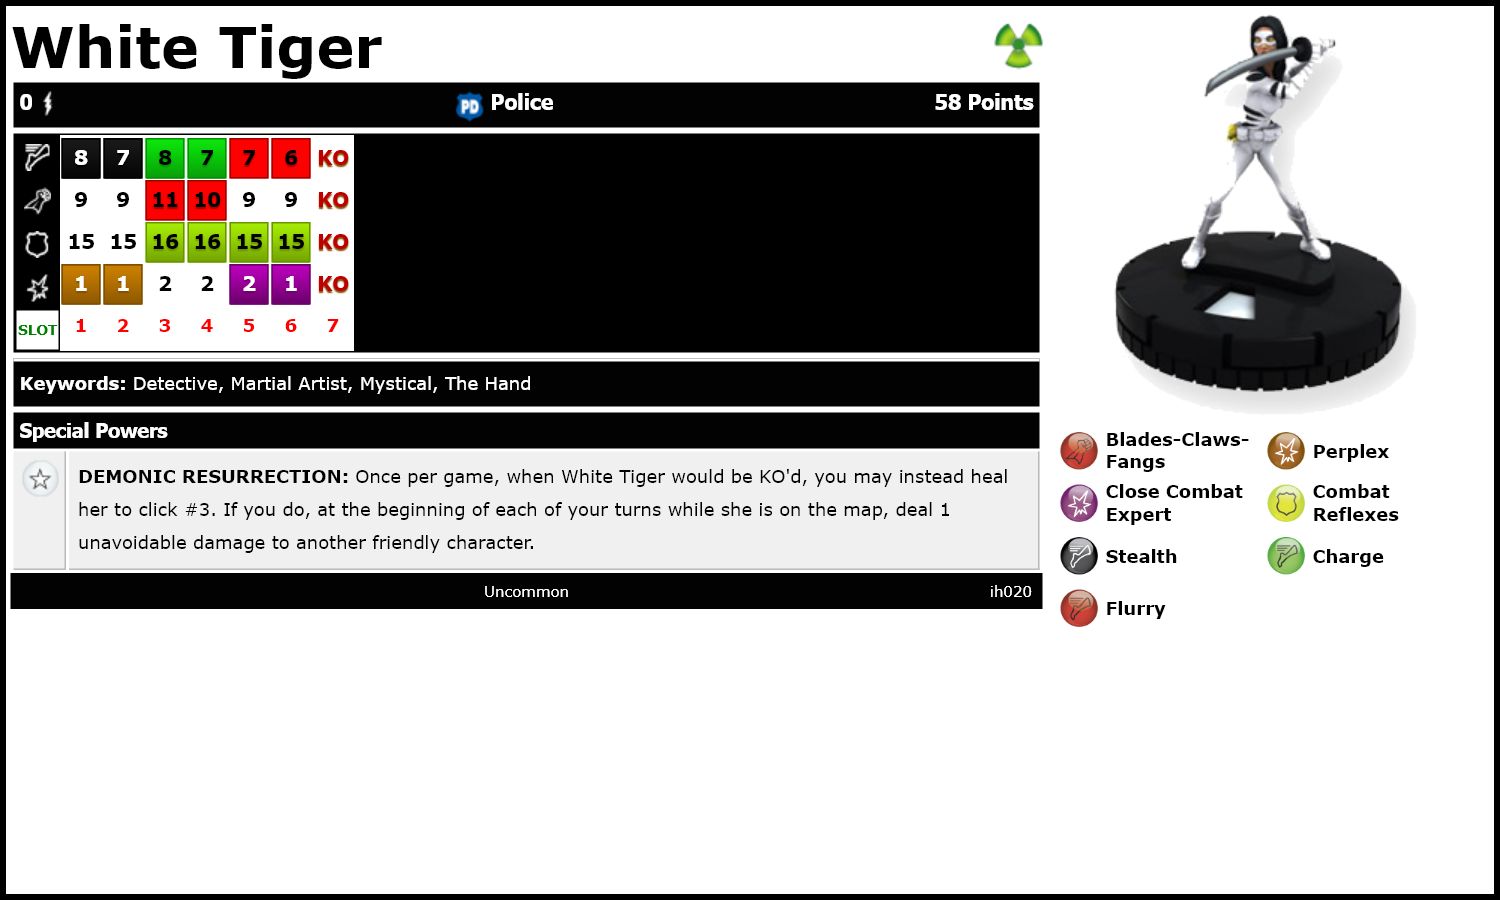 White Tiger
0 PD Police 58 Points
8 7 8 7 7 6 KO
9 9 11 10 9 9 KO
15 15 16 16 15 15 KO
1 1 2 2 2 1 KO
SLOT 1 2 3 4 5 6 7
Keywords: Detective, Martial Artist, Mystical, The Hand
Special Powers
DEMONIC RESURRECTION: Once per game, when White Tiger would be KO'd, you may instead heal
her to click #3. If you do, at the beginning of each of your turns while she is on the map, deal 1
unavoidable damage to another friendly character.
Uncommon ih020
Blades-Claws-
Fangs
Perplex
Close Combat
Expert
Combat
Reflexes
Stealth
Charge
Flurry